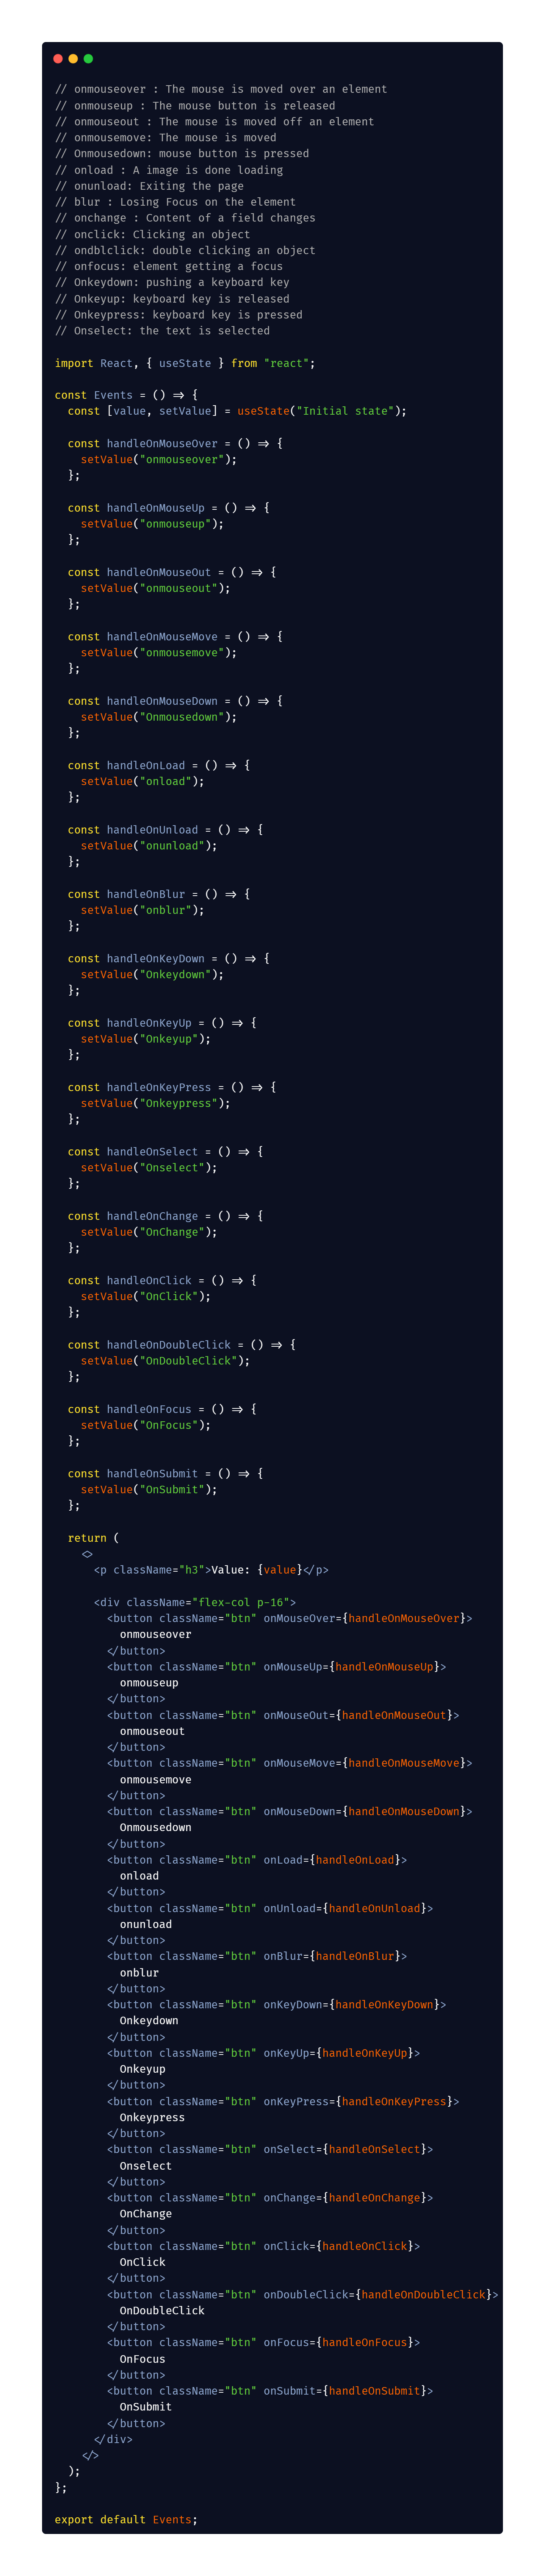 // onmouseover : The mouse is moved over an element
// onmouseup : The mouse button is released
// onmouseout : The mouse is moved off an element
// onmousemove: The mouse is moved
// Onmousedown: mouse button is pressed
// onload : A image is done loading
// onunload: Exiting the page
// blur : Losing Focus on the element
// onchange : Content of a field changes
// onclick: Clicking an object
// ondblclick: double clicking an object
// onfocus: element getting a focus
// Onkeydown: pushing a keyboard key
// Onkeyup: keyboard key is released
// Onkeypress: keyboard key is pressed
// Onselect: the text is selected

import React, { useState } from "react";

const Events = () => {
  const [value, setValue] = useState("Initial state");

  const handleOnMouseOver = () => {
    setValue("onmouseover");
  };

  const handleOnMouseUp = () => {
    setValue("onmouseup");
  };

  const handleOnMouseOut = () => {
    setValue("onmouseout");
  };

  const handleOnMouseMove = () => {
    setValue("onmousemove");
  };

  const handleOnMouseDown = () => {
    setValue("Onmousedown");
  };

  const handleOnLoad = () => {
    setValue("onload");
  };

  const handleOnUnload = () => {
    setValue("onunload");
  };

  const handleOnBlur = () => {
    setValue("onblur");
  };

  const handleOnKeyDown = () => {
    setValue("Onkeydown");
  };

  const handleOnKeyUp = () => {
    setValue("Onkeyup");
  };

  const handleOnKeyPress = () => {
    setValue("Onkeypress");
  };

  const handleOnSelect = () => {
    setValue("Onselect");
  };

  const handleOnChange = () => {
    setValue("OnChange");
  };

  const handleOnClick = () => {
    setValue("OnClick");
  };

  const handleOnDoubleClick = () => {
    setValue("OnDoubleClick");
  };

  const handleOnFocus = () => {
    setValue("OnFocus");
  };

  const handleOnSubmit = () => {
    setValue("OnSubmit");
  };

  return (
    <>
      <p className="h3">Value: {value}</p>

      <div className="flex-col p-16">
        <button className="btn" onMouseOver={handleOnMouseOver}>
          onmouseover
        </button>
        <button className="btn" onMouseUp={handleOnMouseUp}>
          onmouseup
        </button>
        <button className="btn" onMouseOut={handleOnMouseOut}>
          onmouseout
        </button>
        <button className="btn" onMouseMove={handleOnMouseMove}>
          onmousemove
        </button>
        <button className="btn" onMouseDown={handleOnMouseDown}>
          Onmousedown
        </button>
        <button className="btn" onLoad={handleOnLoad}>
          onload
        </button>
        <button className="btn" onUnload={handleOnUnload}>
          onunload
        </button>
        <button className="btn" onBlur={handleOnBlur}>
          onblur
        </button>
        <button className="btn" onKeyDown={handleOnKeyDown}>
          Onkeydown
        </button>
        <button className="btn" onKeyUp={handleOnKeyUp}>
          Onkeyup
        </button>
        <button className="btn" onKeyPress={handleOnKeyPress}>
          Onkeypress
        </button>
        <button className="btn" onSelect={handleOnSelect}>
          Onselect
        </button>
        <button className="btn" onChange={handleOnChange}>
          OnChange
        </button>
        <button className="btn" onClick={handleOnClick}>
          OnClick
        </button>
        <button className="btn" onDoubleClick={handleOnDoubleClick}>
          OnDoubleClick
        </button>
        <button className="btn" onFocus={handleOnFocus}>
          OnFocus
        </button>
        <button className="btn" onSubmit={handleOnSubmit}>
          OnSubmit
        </button>
      </div>
    </>
  );
};

export default Events;